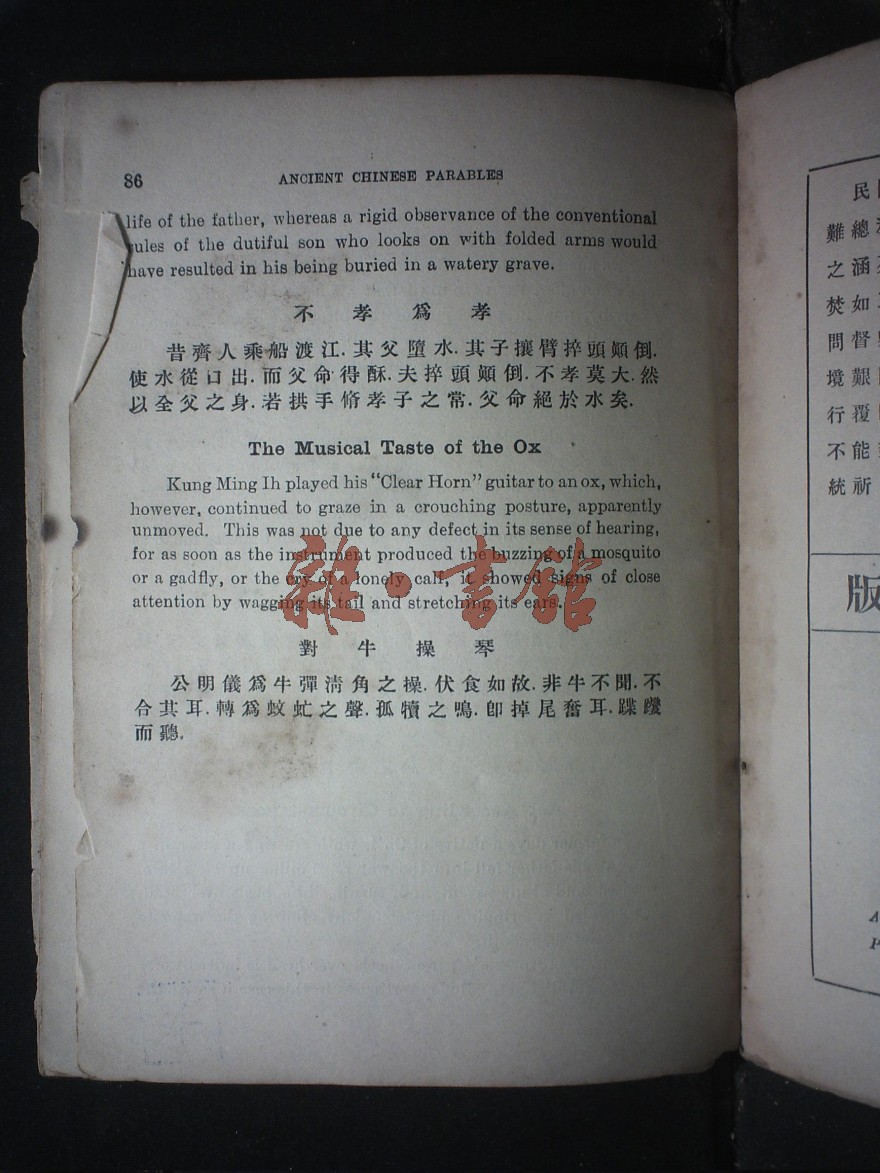 86 ANCIENT CHINESE PARABLES
life of the father, whereas a rigid observance of the conventional
rules of the dutiful son who looks on with folded arms would
have resulted in his being buried in a watery grave.
不孝爲孝
昔齊人乘船渡江.其父墮水.其子攘臂捽頭顚倒.
使水從口出.而父命得穌.夫捽頭顚倒.不孝莫大.然
以全父之身.若拱手脩孝子之常.父命絕於水矣.
The Musical Taste of the Ox
Kung Ming Ih played his "Clear Horn" guitar to an ox, which,
however, continued to graze in a crouching posture, apparently
unmoved. This was not due to any defect in its sense of hearing,
for as soon as the instrument produced the buzzing of a mosquito
or a gadfly, or the cry of a lonely calf, it showed signs of close
attention by wagging its tail and stretching its ears.
雜·書館
對牛操琴
公明儀爲牛彈淸角之操.伏食如故.非牛不聞.不
合其耳.轉爲蚊虻之聲.孤犢之鳴.卽掉尾奮耳.蹀躞
而聽.
民
難總
之涵
焚如
問督
境艱
行覆
不能
統祈
版